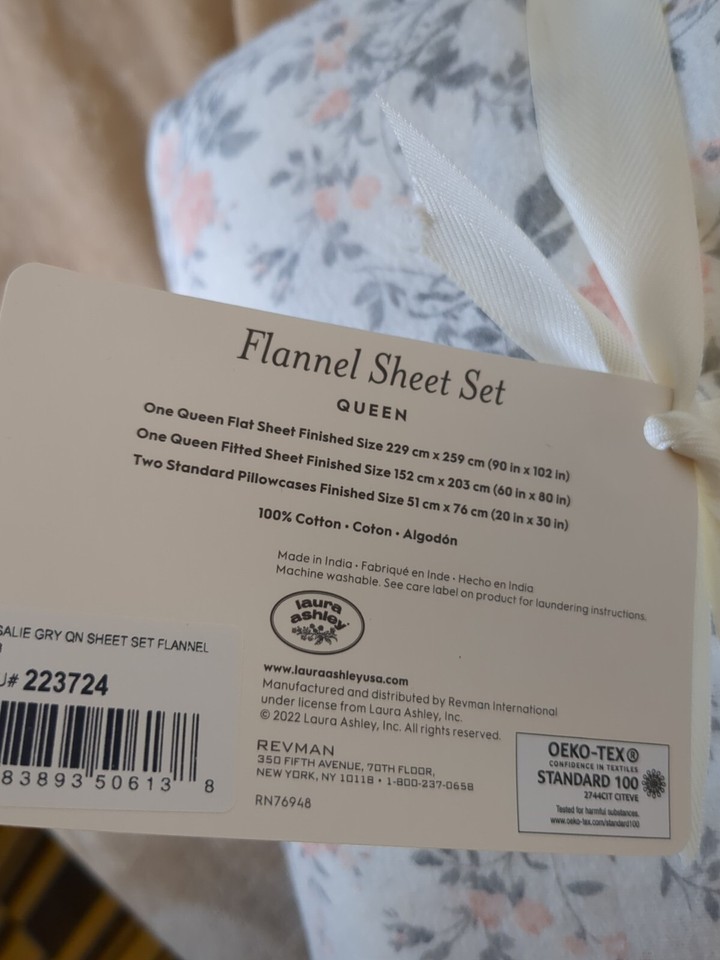 Flannel Sheet Set
QUEEN
One Queen Flat Sheet Finished Size 229 cm x 259 cm (90 in x 102 in)
One Queen Fitted Sheet Finished Size 152 cm x 203 cm (60 in x 80 in)
Two Standard Pillowcases Finished Size 51 cm x 76 cm (20 in x 30 in)
100% Cotton • Coton • Algodón
Made in India • Fabriqué en Inde • Hecho en India
Machine washable. See care label on product for laundering instructions.
laura
ashley
SALIE GRY QN SHEET SET FLANNEL
# 223724
83893 50613 8
www.lauraashleyusa.com
Manufactured and distributed by Revman International
under license from Laura Ashley, Inc.
© 2022 Laura Ashley, Inc. All rights reserved.
REVMAN
350 FIFTH AVENUE, 70TH FLOOR,
NEW YORK, NY 10118 • 1-800-237-0658
RN76948
OEKO-TEX®
CONFIDENCE IN TEXTILES
STANDARD 100
2744CIT CITEVE
Tested for harmful substances.
www.oeko-tex.com/standard100